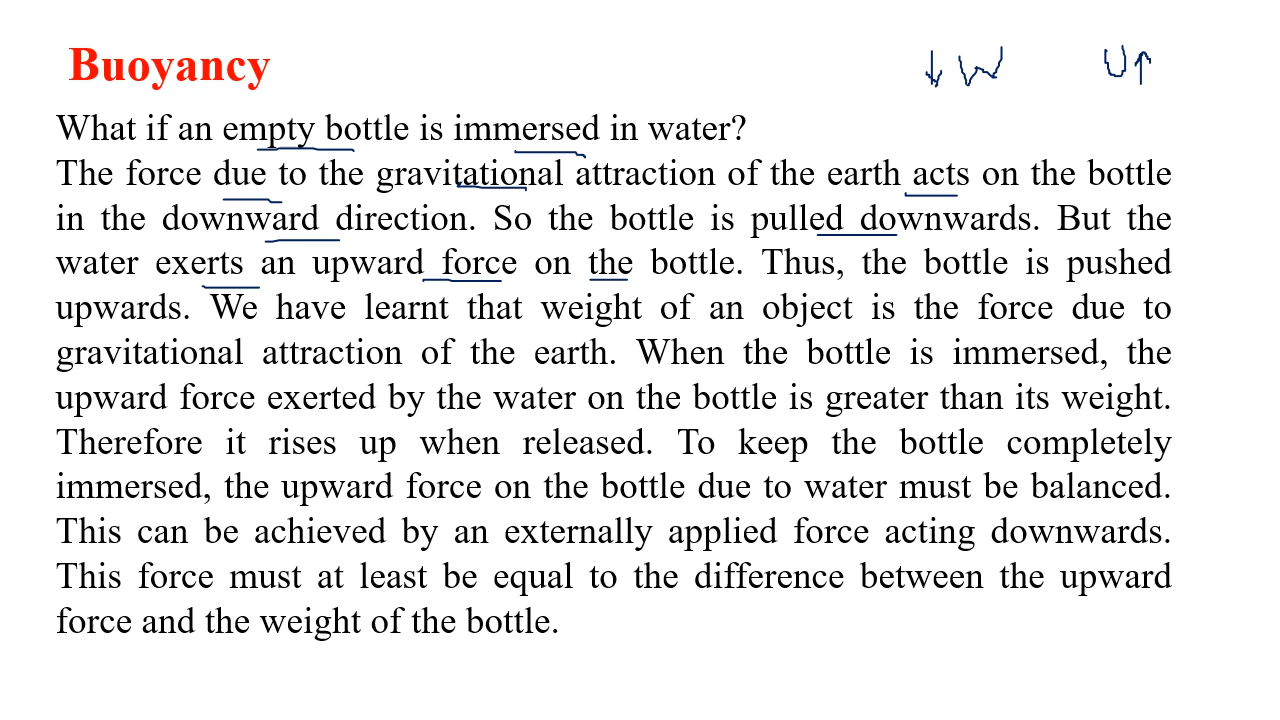 Buoyancy
↓ W U↑
What if an empty bottle is immersed in water?
The force due to the gravitational attraction of the earth acts on the bottle
in the downward direction. So the bottle is pulled downwards. But the
water exerts an upward force on the bottle. Thus, the bottle is pushed
upwards. We have learnt that weight of an object is the force due to
gravitational attraction of the earth. When the bottle is immersed, the
upward force exerted by the water on the bottle is greater than its weight.
Therefore it rises up when released. To keep the bottle completely
immersed, the upward force on the bottle due to water must be balanced.
This can be achieved by an externally applied force acting downwards.
This force must at least be equal to the difference between the upward
force and the weight of the bottle.